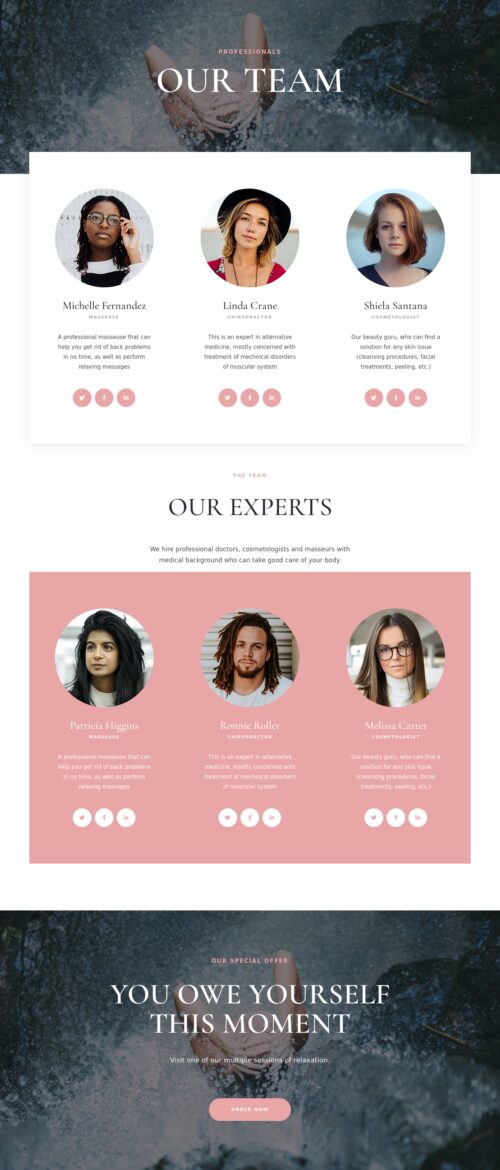 PROFESSIONALS
OUR TEAM
Michelle Fernandez
MASSEUSE
A professional masseuse that can
help you get rid of back problems
in no time, as well as perform
relaxing massages
Linda Crane
CHIROPRACTOR
This is an expert in alternative
medicine, mostly concerned with
treatment of mechnical disorders
of muscular system
Shiela Santana
COSMETOLOGIST
Our beauty guru, who can find a
solution for any skin issue
(cleansing procedures, facial
treatments, peeling, etc.)
THE TEAM
OUR EXPERTS
We hire professional doctors, cosmetologists and masseurs with
medical background who can take good care of your body.
Patricia Higgins
MASSEUSE
A professional masseuse that can
help you get rid of back problems
in no time, as well as perform
relaxing massages
Ronnie Roller
CHIROPRACTOR
This is an expert in alternative
medicine, mostly concerned with
treatment of mechnical disorders
of muscular system
Melissa Carter
COSMETOLOGIST
Our beauty guru, who can find a
solution for any skin issue
(cleansing procedures, facial
treatments, peeling, etc.)
OUR SPECIAL OFFER
YOU OWE YOURSELF
THIS MOMENT
Visit one of our multiple sessions of relaxation.
ORDER NOW